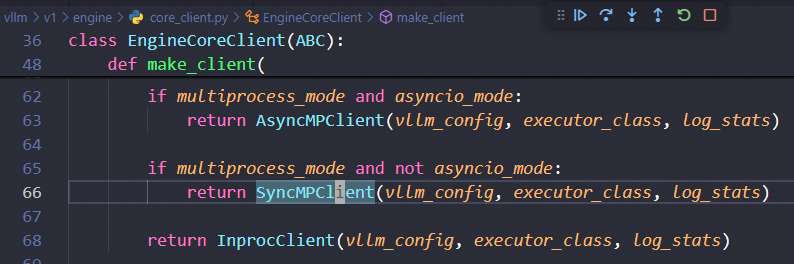 vllm > v1 > engine > core_client.py > EngineCoreClient > make_client
36 class EngineCoreClient(ABC):
48 def make_client(
62 if multiprocess_mode and asyncio_mode:
63 return AsyncMPClient(vllm_config, executor_class, log_stats)
64
65 if multiprocess_mode and not asyncio_mode:
66 return SyncMPClient(vllm_config, executor_class, log_stats)
67
68 return InprocClient(vllm_config, executor_class, log_stats)